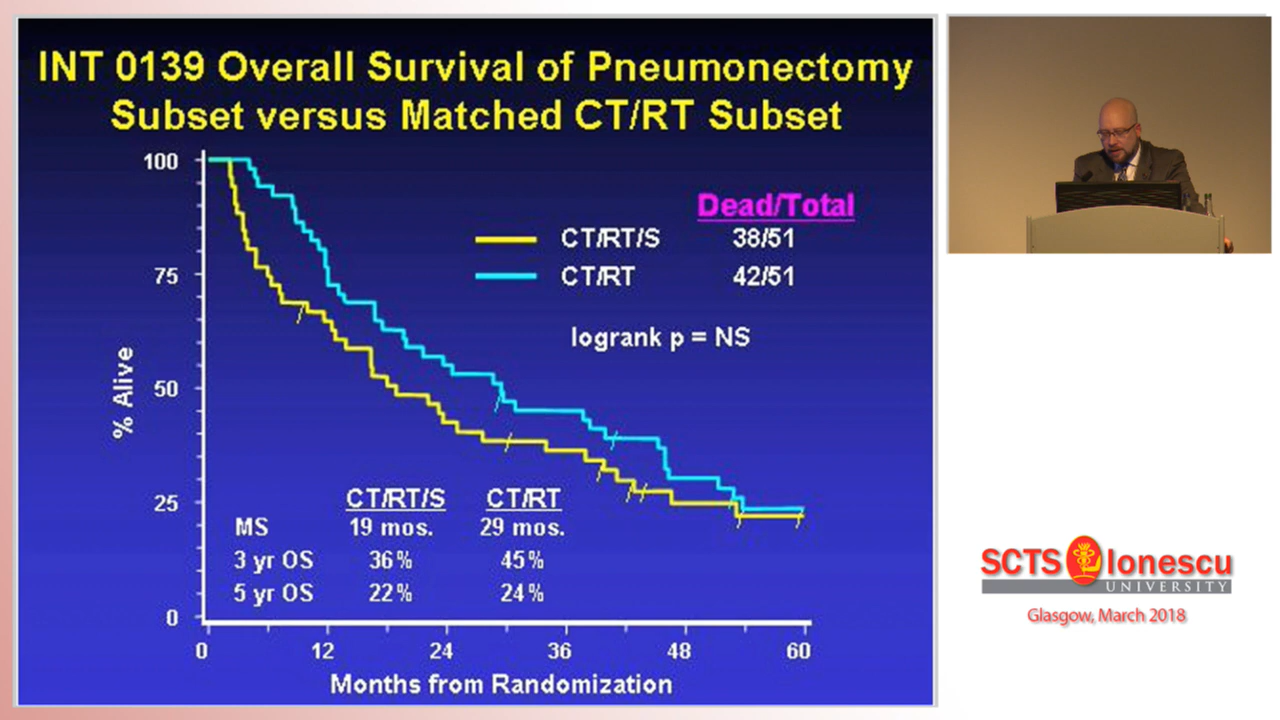 INT 0139 Overall Survival of Pneumonectomy
Subset versus Matched CT/RT Subset
Dead/Total
CT/RT/S 38/51
CT/RT 42/51
logrank p = NS
% Alive
100
75
50
25
0
CT/RT/S CT/RT
MS 19 mos. 29 mos.
3 yr OS 36% 45%
5 yr OS 22% 24%
0 12 24 36 48 60
Months from Randomization
SCTS Ionescu
UNIVERSITY
Glasgow, March 2018